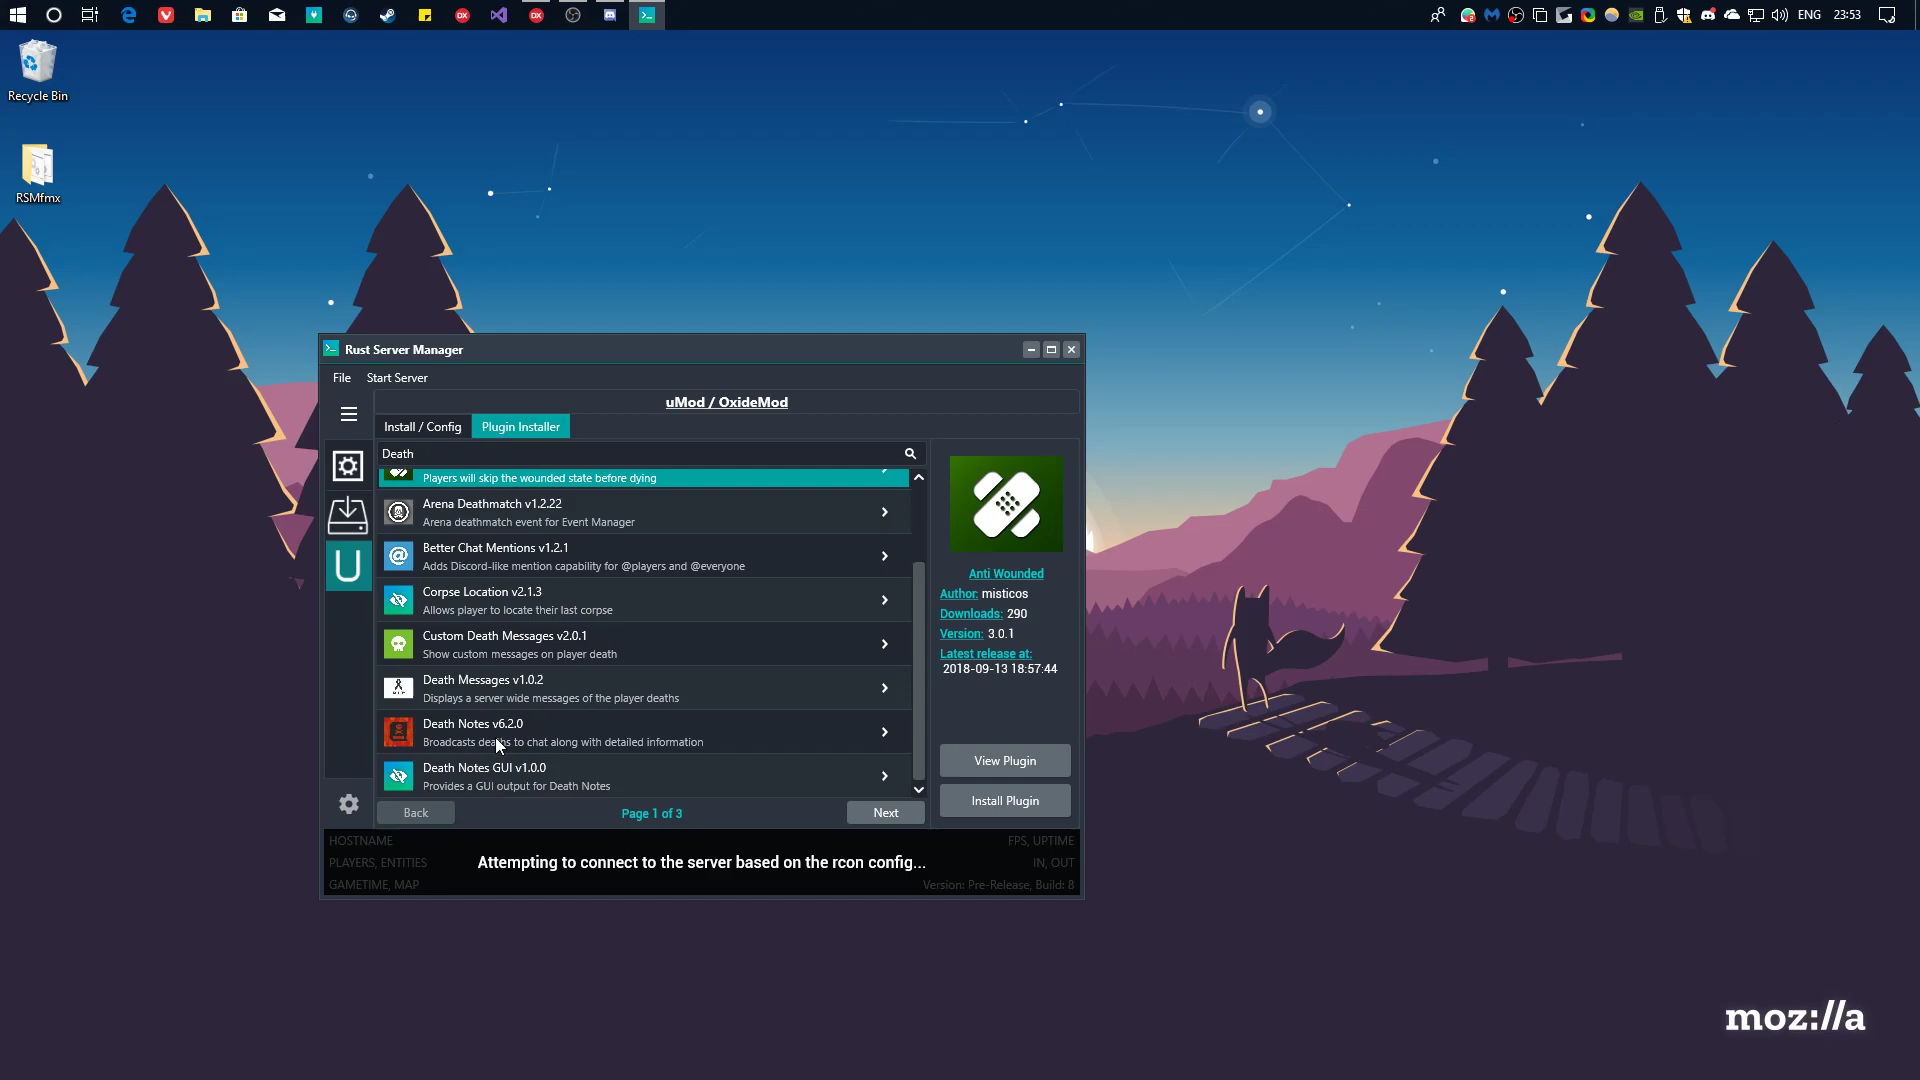 ENG
23:53
Recycle Bin
RSMfmx
Rust Server Manager
File
Start Server
uMod / OxideMod
Install / Config
Plugin Installer
Death
Players will skip the wounded state before dying
Arena Deathmatch v1.2.22
Arena deathmatch event for Event Manager
Better Chat Mentions v1.2.1
Adds Discord-like mention capability for @players and @everyone
Corpse Location v2.1.3
Allows player to locate their last corpse
Custom Death Messages v2.0.1
Show custom messages on player death
Death Messages v1.0.2
Displays a server wide messages of the player deaths
Death Notes v6.2.0
Broadcasts deaths to chat along with detailed information
Death Notes GUI v1.0.0
Provides a GUI output for Death Notes
Back
Page 1 of 3
Next
Anti Wounded
Author: misticos
Downloads: 290
Version: 3.0.1
Latest release at:
2018-09-13 18:57:44
View Plugin
Install Plugin
HOSTNAME
FPS, UPTIME
PLAYERS, ENTITIES
Attempting to connect to the server based on the rcon config...
IN, OUT
GAMETIME, MAP
Version: Pre-Release, Build: 8
moz://a